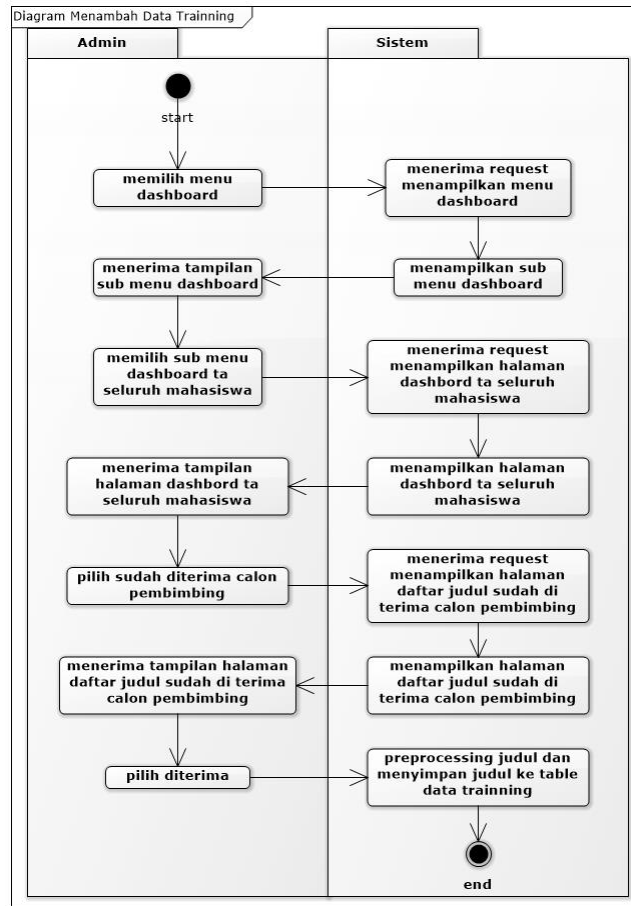 Diagram Menambah Data Trainning
Admin
Sistem
start
memilih menu
dashboard
menerima request
menampilkan menu
dashboard
menampilkan sub
menu dashboard
menerima tampilan
sub menu dashboard
memilih sub menu
dashboard ta
seluruh mahasiswa
menerima request
menampilkan halaman
dashbord ta seluruh
mahasiswa
menampilkan halaman
dashbord ta seluruh
mahasiswa
menerima tampilan
halaman dashbord ta
seluruh mahasiswa
pilih sudah diterima calon
pembimbing
menerima request
menampilkan halaman
daftar judul sudah di
terima calon pembimbing
menampilkan halaman
daftar judul sudah di
terima calon pembimbing
menerima tampilan halaman
daftar judul sudah di terima
calon pembimbing
pilih diterima
preprocessing judul dan
menyimpan judul ke table
data trainning
end